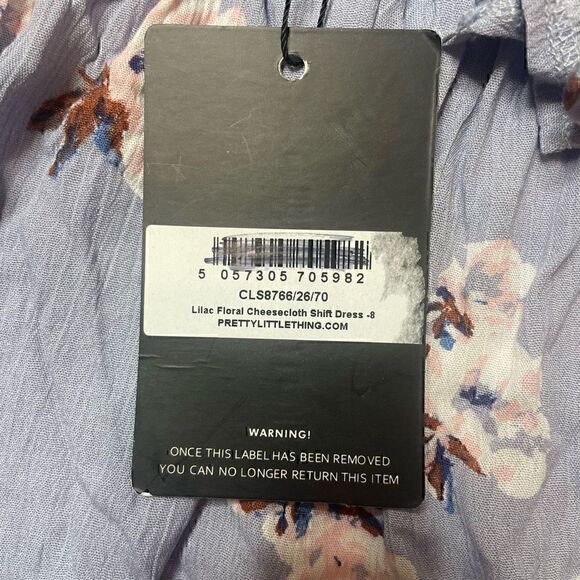 5 057305 705982
CLS8766/26/70
Lilac Floral Cheesecloth Shift Dress -8
PRETTYLITTLETHING.COM
WARNING!
ONCE THIS LABEL HAS BEEN REMOVED
YOU CAN NO LONGER RETURN THIS ITEM